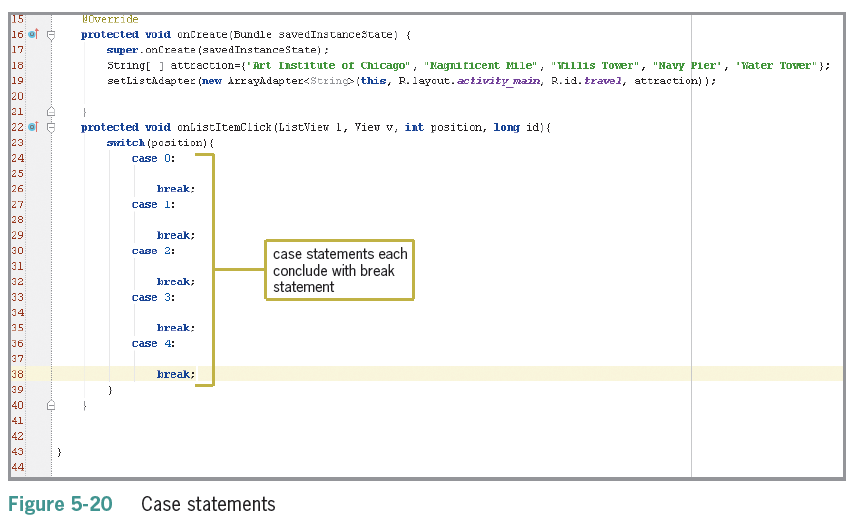 15 @Override
16 protected void onCreate(Bundle savedInstanceState) {
17 super.onCreate(savedInstanceState);
18 String[ ] attraction={"Art Institute of Chicago", "Magnificent Mile", "Willis Tower", "Navy Pier", "Water Tower"};
19 setListAdapter(new ArrayAdapter<String>(this, R.layout.activity_main, R.id.travel, attraction));
20
21 }
22 protected void onListItemClick(ListView l, View v, int position, long id){
23 switch(position){
24 case 0:
25
26 break;
27 case 1:
28
29 break;
30 case 2:
31
32 break;
33 case 3:
34
35 break;
36 case 4:
37
38 break;
39 }
40 }
41
42
43 }
44
case statements each
conclude with break
statement
Figure 5-20 Case statements